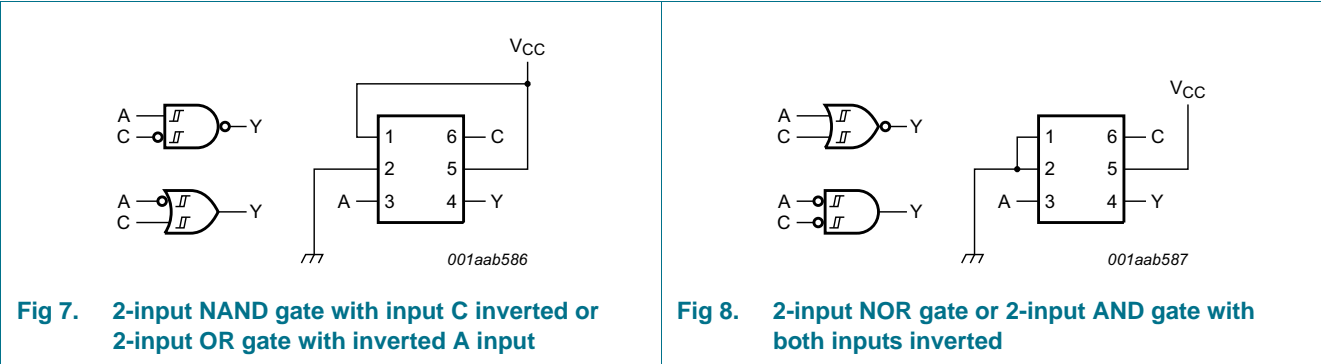 VCC
A
C
Y
A
C
Y
1
2
3
6
5
4
C
A
Y
001aab586
Fig 7. 2-input NAND gate with input C inverted or
2-input OR gate with inverted A input
VCC
A
C
Y
A
C
Y
1
2
3
6
5
4
C
A
Y
001aab587
Fig 8. 2-input NOR gate or 2-input AND gate with
both inputs inverted